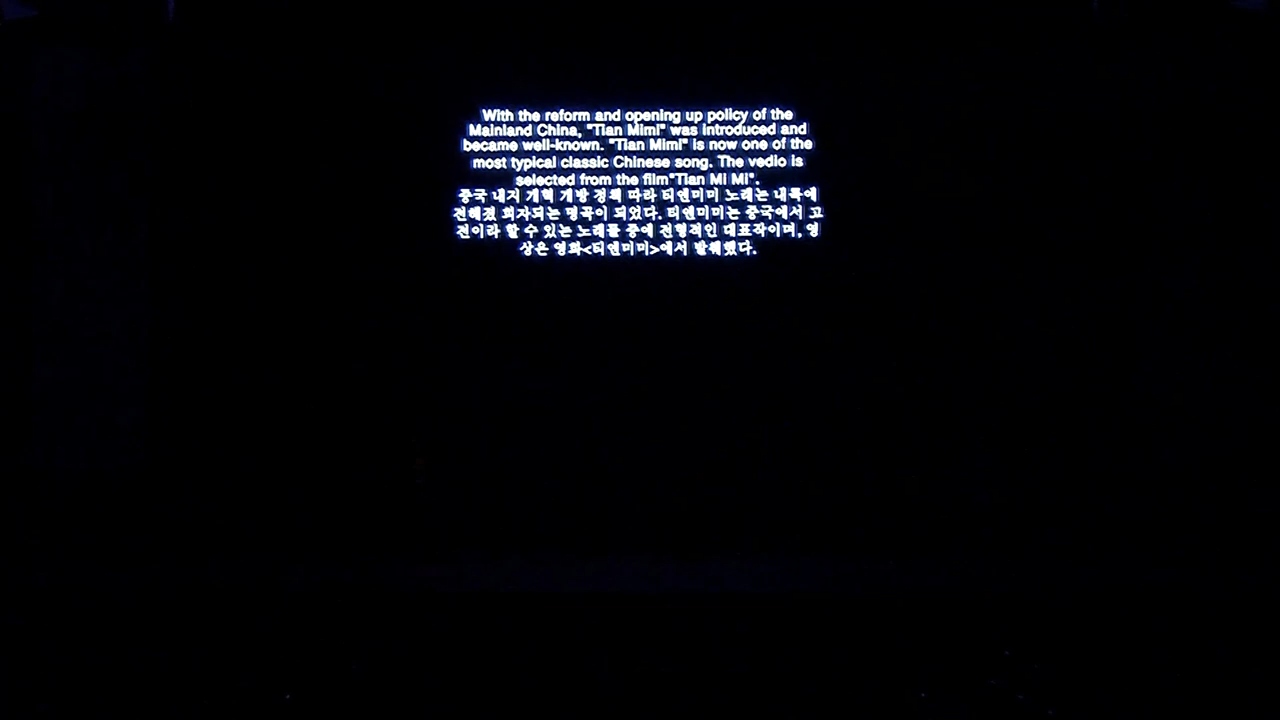 With the reform and opening up policy of the
Mainland China, "Tian Mimi" was introduced and
became well-known. "Tian Mimi" is now one of the
most typical classic Chinese song. The vedio is
selected from the film"Tian Mi Mi".
중국 내지 개혁 개방 정책 따라 티엔미미 노래는 내륙에
전해졌 회자되는 명곡이 되었다. 티엔미미는 중국에서 고
전이라 할 수 있는 노래들 중에 전형적인 대표작이며, 영
상은 영화<티엔미미>에서 발췌했다.